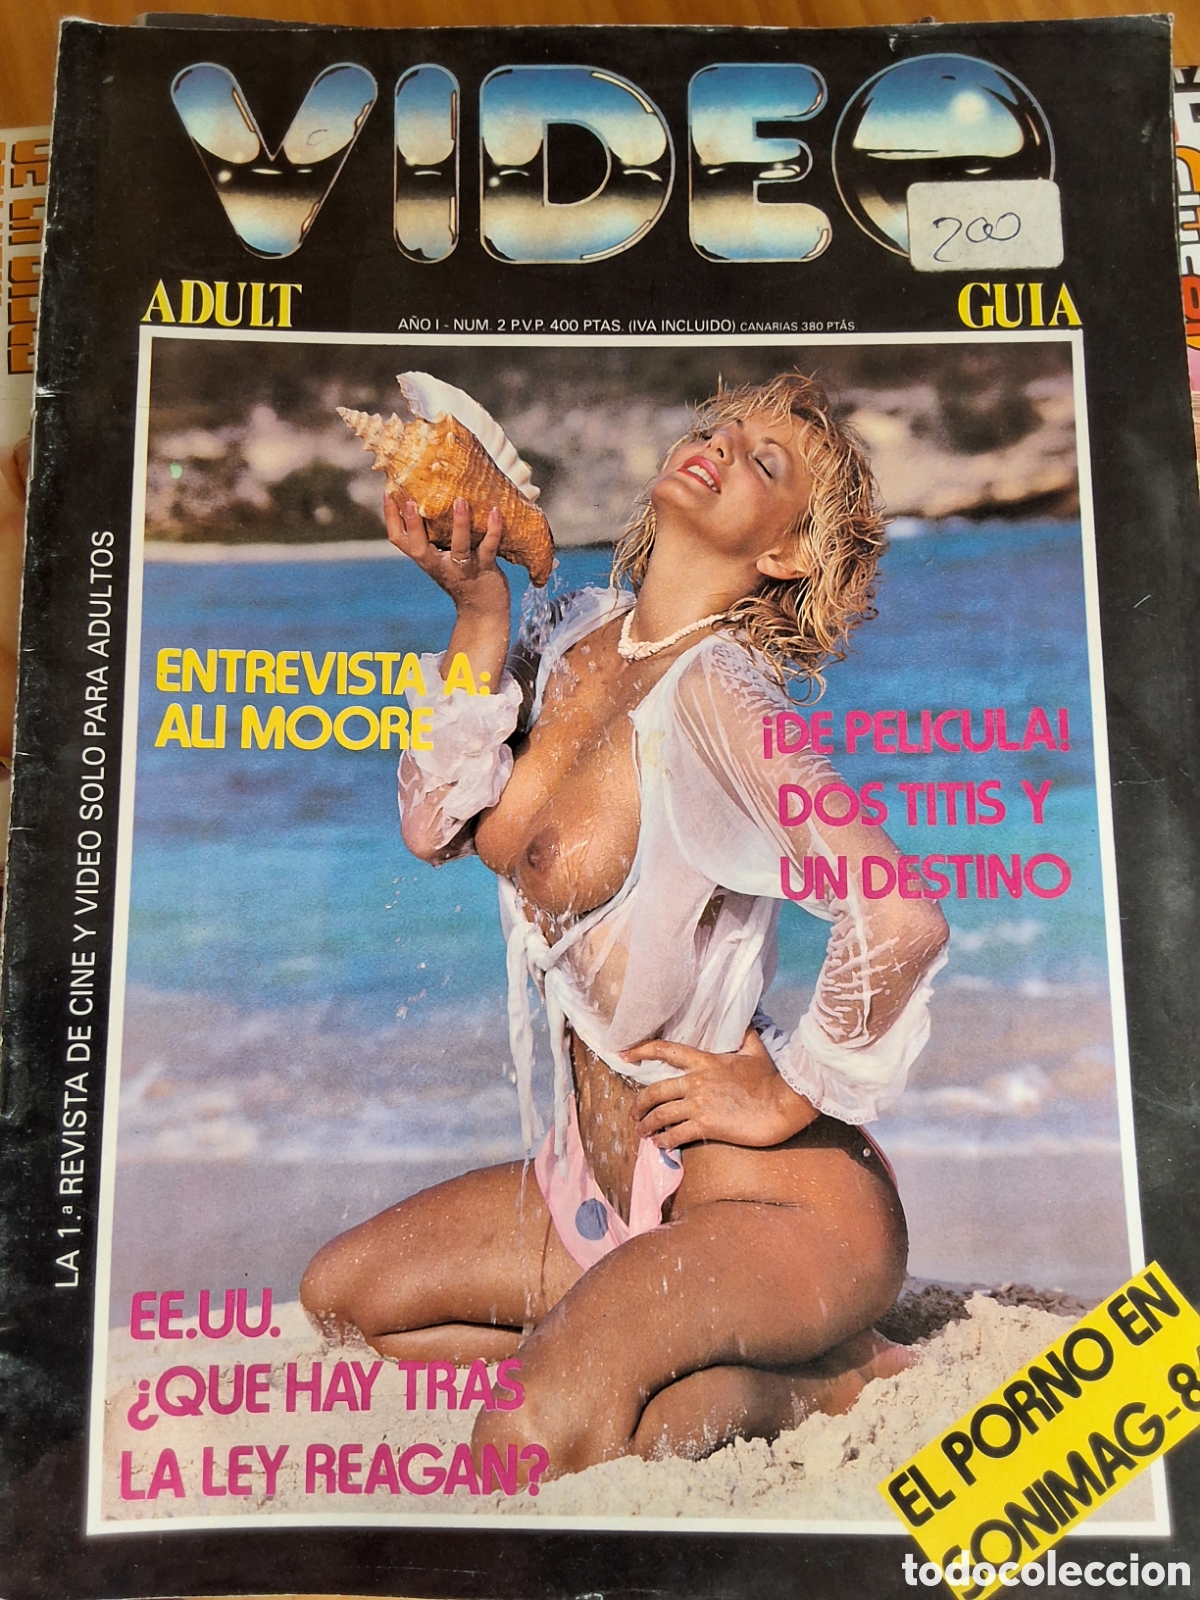 VIDEO
200
ADULT
GUIA
AÑO I - NUM. 2 P.V.P. 400 PTAS. (IVA INCLUIDO) CANARIAS 380 PTAS.
LA 1.ª REVISTA DE CINE Y VIDEO SOLO PARA ADULTOS
ENTREVISTA A:
ALI MOORE
¡DE PELICULA!
DOS TITIS Y
UN DESTINO
EE.UU.
¿QUE HAY TRAS
LA LEY REAGAN?
EL PORNO EN
SONIMAG-8
todocoleccion